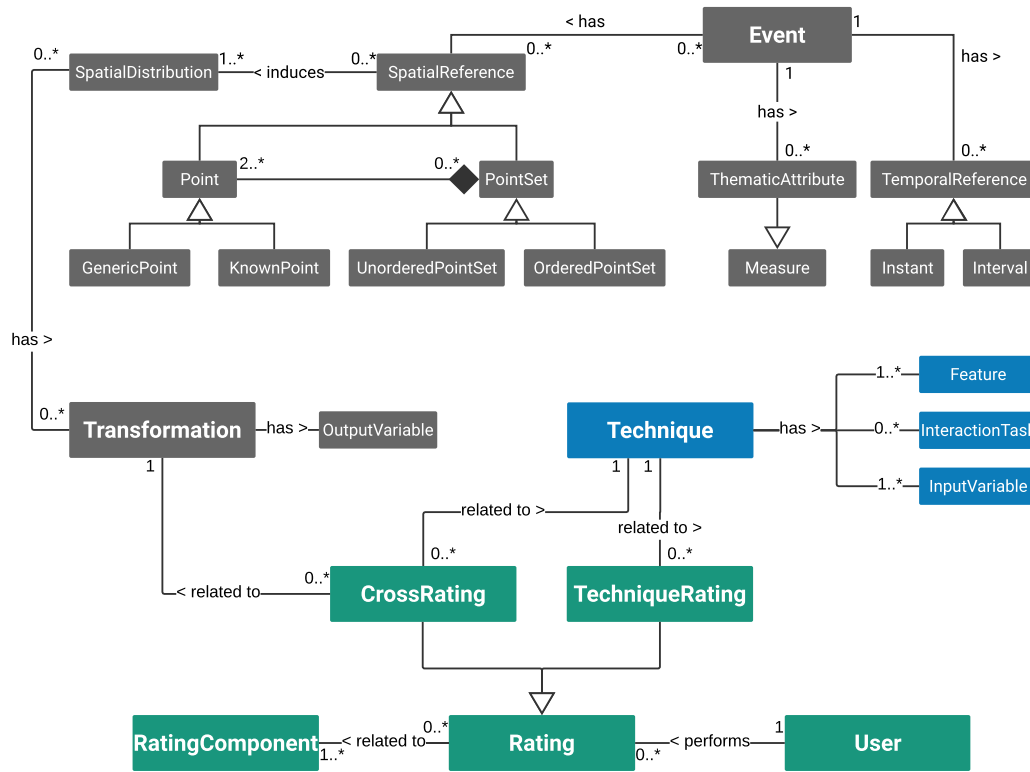 < has
1
Event
0..*
0..*
0..*
SpatialDistribution
1..*
< induces
0..*
SpatialReference
1
has >
has >
2..*
0..*
0..*
0..*
Point
PointSet
ThematicAttribute
TemporalReference
GenericPoint
KnownPoint
UnorderedPointSet
OrderedPointSet
Measure
Instant
Interval
has >
1..*
Feature
0..*
Transformation
has >
OutputVariable
Technique
has >
0..*
InteractionTask
1
1
1
1..*
InputVariable
related to >
related to >
0..*
0..*
0..*
< related to
CrossRating
TechniqueRating
RatingComponent
< related to
0..*
1..*
Rating
0..*
< performs
1
User